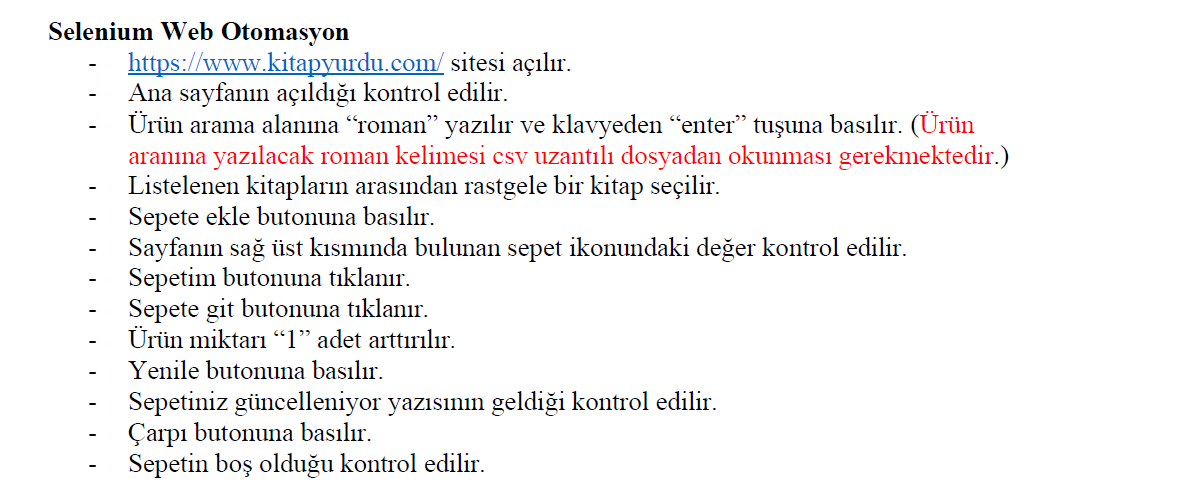 Selenium Web Otomasyon
- https://www.kitapyurdu.com/ sitesi açılır.
- Ana sayfanın açıldığı kontrol edilir.
- Ürün arama alanına “roman” yazılır ve klavyeden “enter” tuşuna basılır. (Ürün
aranına yazılacak roman kelimesi csv uzantılı dosyadan okunması gerekmektedir.)
- Listelenen kitapların arasından rastgele bir kitap seçilir.
- Sepete ekle butonuna basılır.
- Sayfanın sağ üst kısmında bulunan sepet ikonundaki değer kontrol edilir.
- Sepetim butonuna tıklanır.
- Sepete git butonuna tıklanır.
- Ürün miktarı “1” adet arttırılır.
- Yenile butonuna basılır.
- Sepetiniz güncelleniyor yazısının geldiği kontrol edilir.
- Çarpı butonuna basılır.
- Sepetin boş olduğu kontrol edilir.